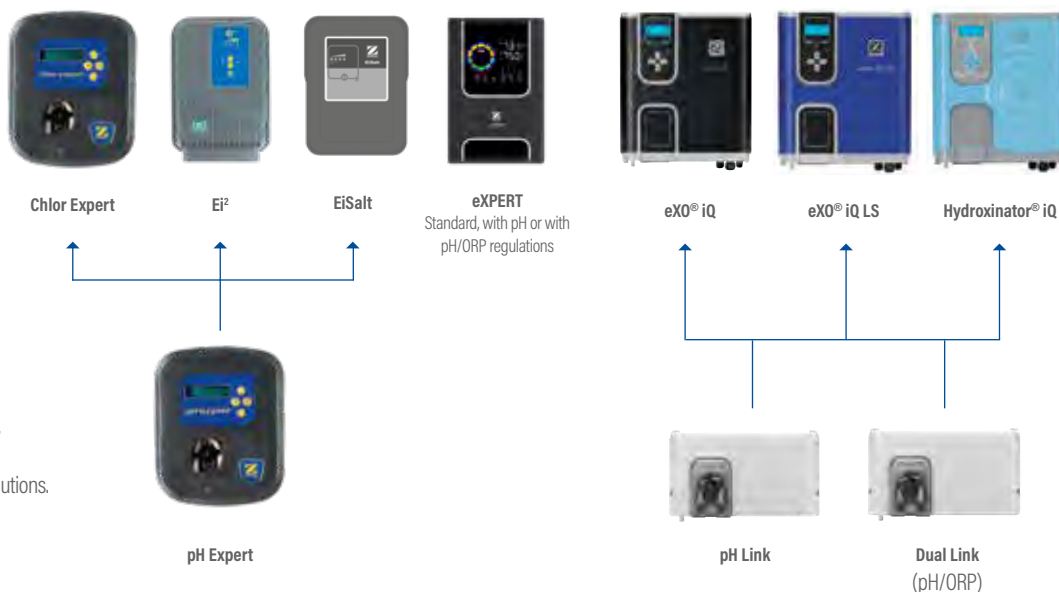 Chlor Expert
Ei²
EiSalt
eXPERT
Standard, with pH or with
pH/ORP regulations
eXO® iQ
eXO® iQ LS
Hydroxinator® iQ
utions.
pH Expert
pH Link
Dual Link
(pH/ORP)